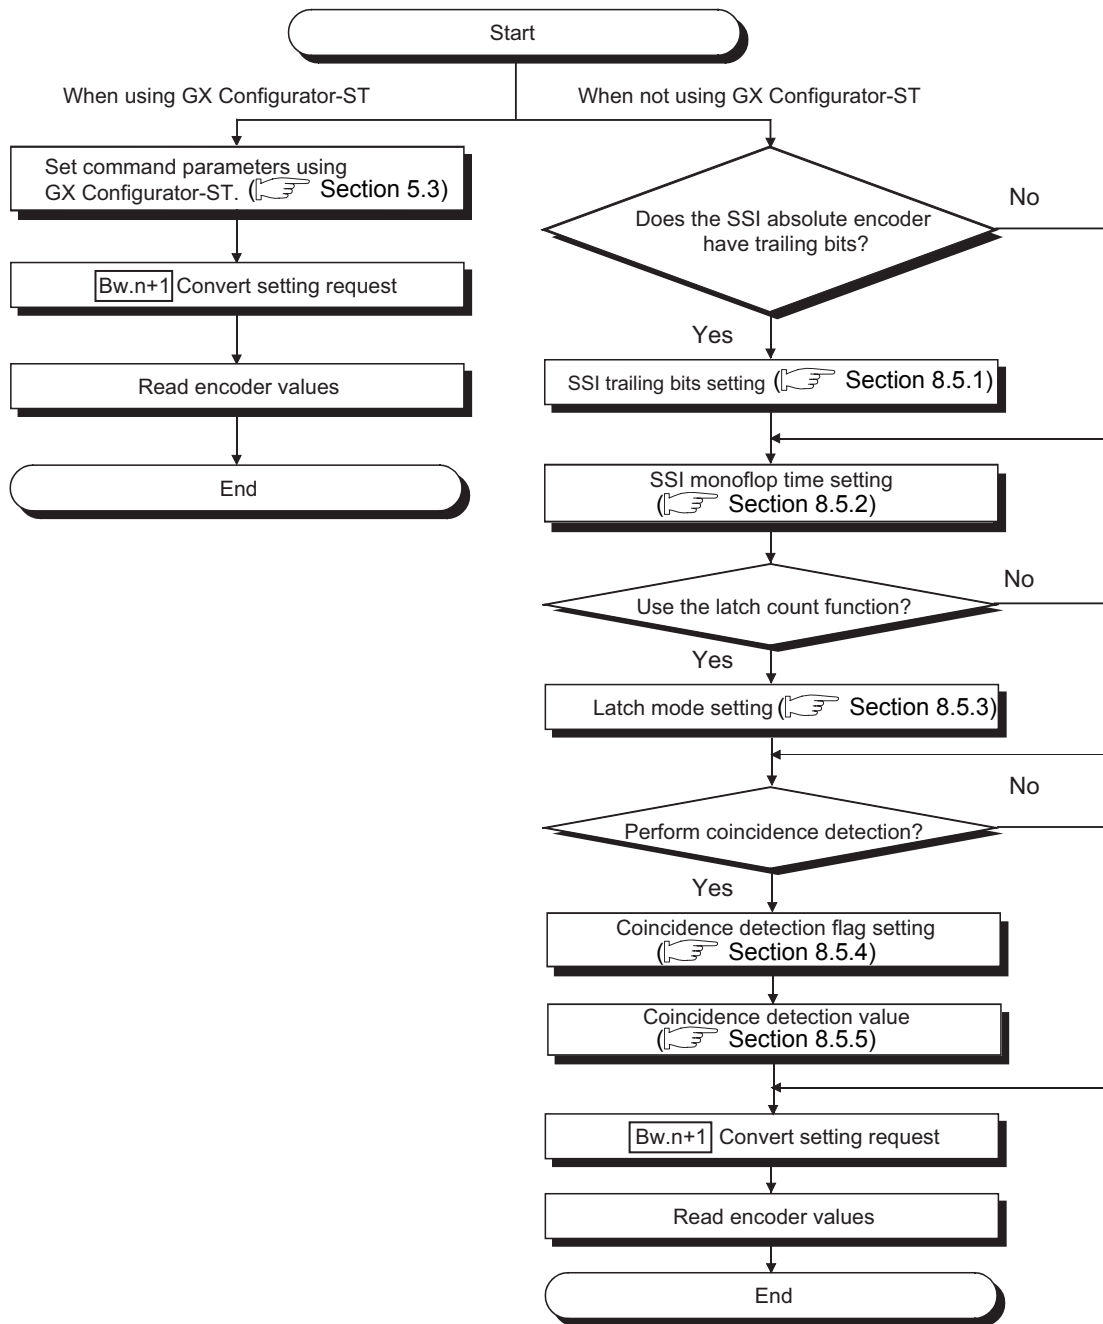 Start
When using GX Configurator-ST
When not using GX Configurator-ST
Set command parameters using
GX Configurator-ST. ( Section 5.3)
Bw.n+1 Convert setting request
Read encoder values
End
Does the SSI absolute encoder
have trailing bits?
No
Yes
SSI trailing bits setting ( Section 8.5.1)
SSI monoflop time setting
( Section 8.5.2)
Use the latch count function?
No
Yes
Latch mode setting ( Section 8.5.3)
Perform coincidence detection?
No
Yes
Coincidence detection flag setting
( Section 8.5.4)
Coincidence detection value
( Section 8.5.5)
Bw.n+1 Convert setting request
Read encoder values
End